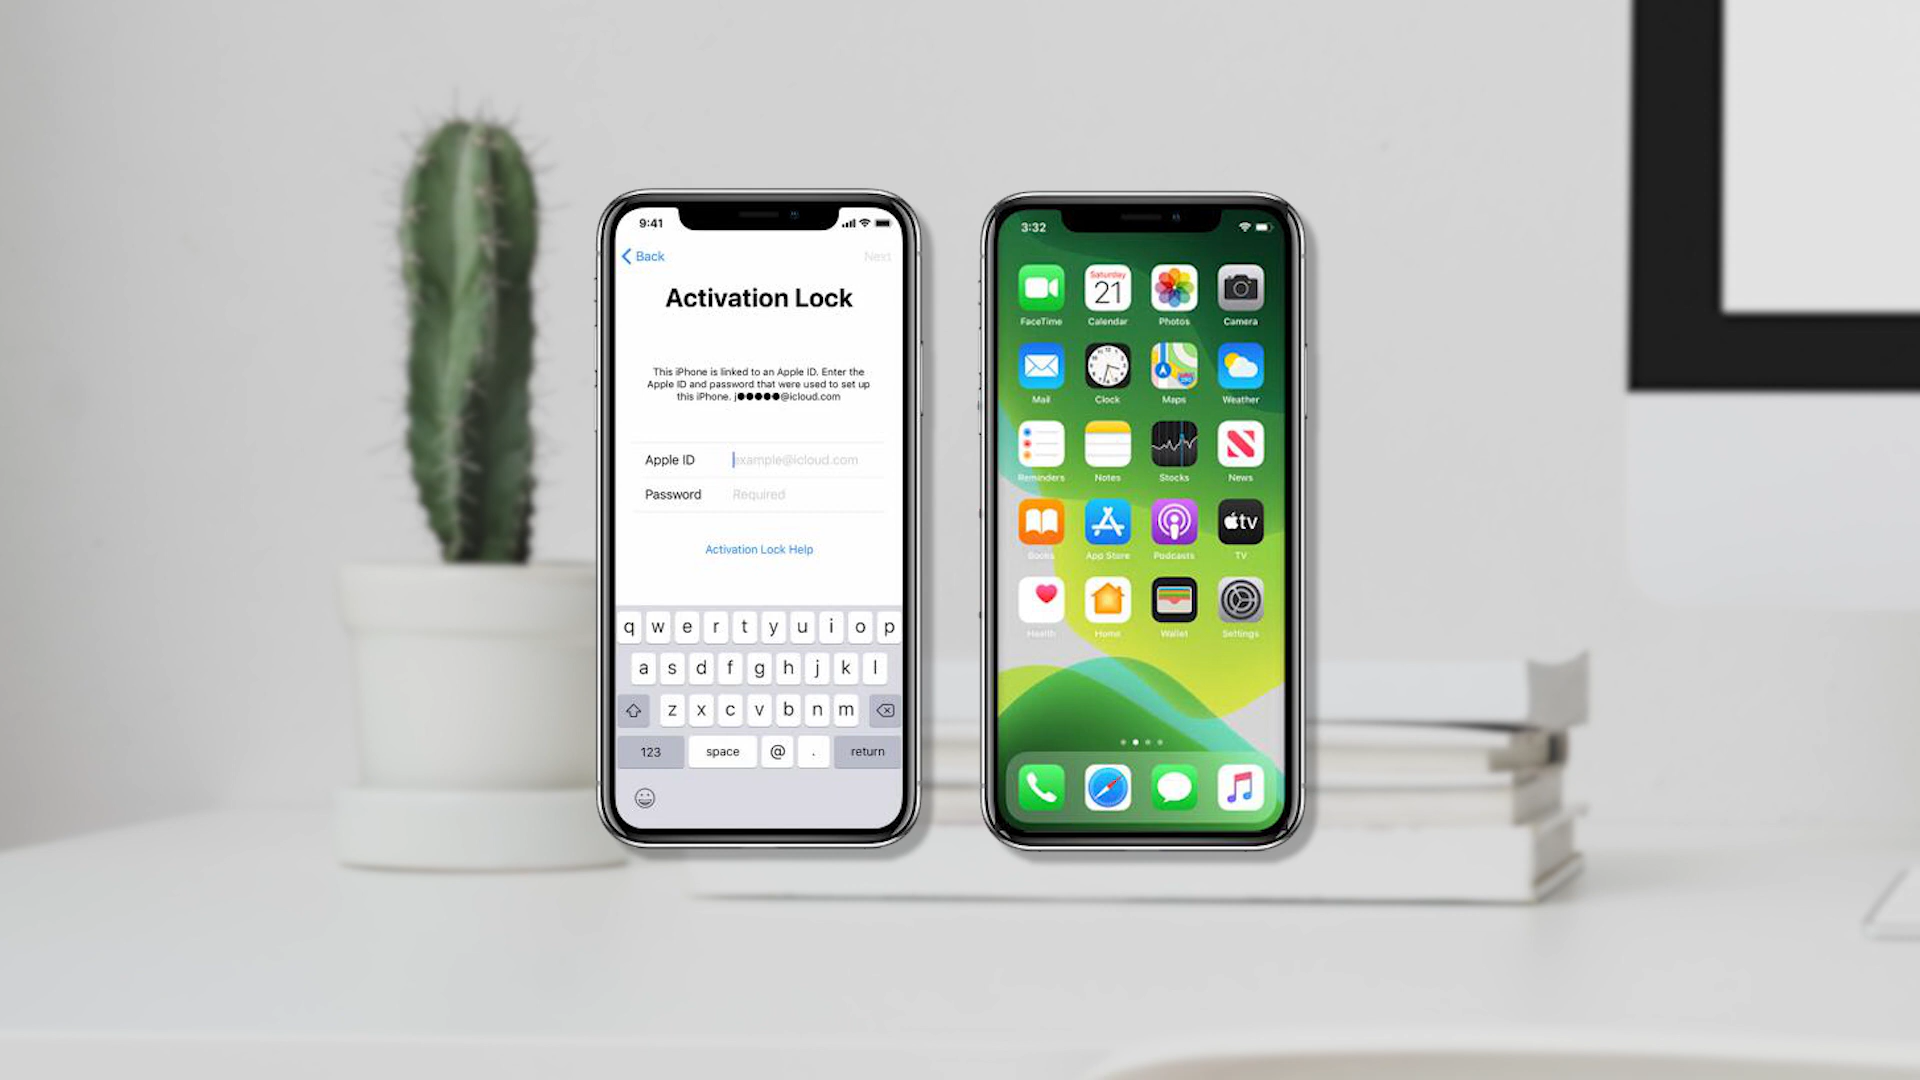 9:41
Back
Next
Activation Lock
This iPhone is linked to an Apple ID. Enter the
Apple ID and password that were used to set up
this iPhone. j●●●●●@icloud.com
Apple ID example@icloud.com
Password Required
Activation Lock Help
q w e r t y u i o p
a s d f g h j k l
z x c v b n m
123 space @ . return
3:32
Saturday
21
FaceTime Calendar Photos Camera
Mail Clock Maps Weather
Reminders Notes Stocks News
tv
Books App Store Podcasts TV
Health Home Wallet Settings